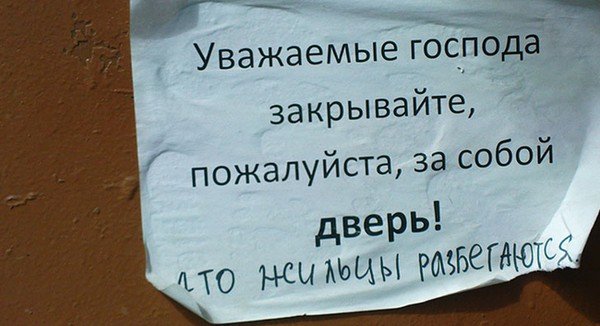 Уважаемые господа
закрывайте,
пожалуйста, за собой
дверь!
что жильцы разбегаются.